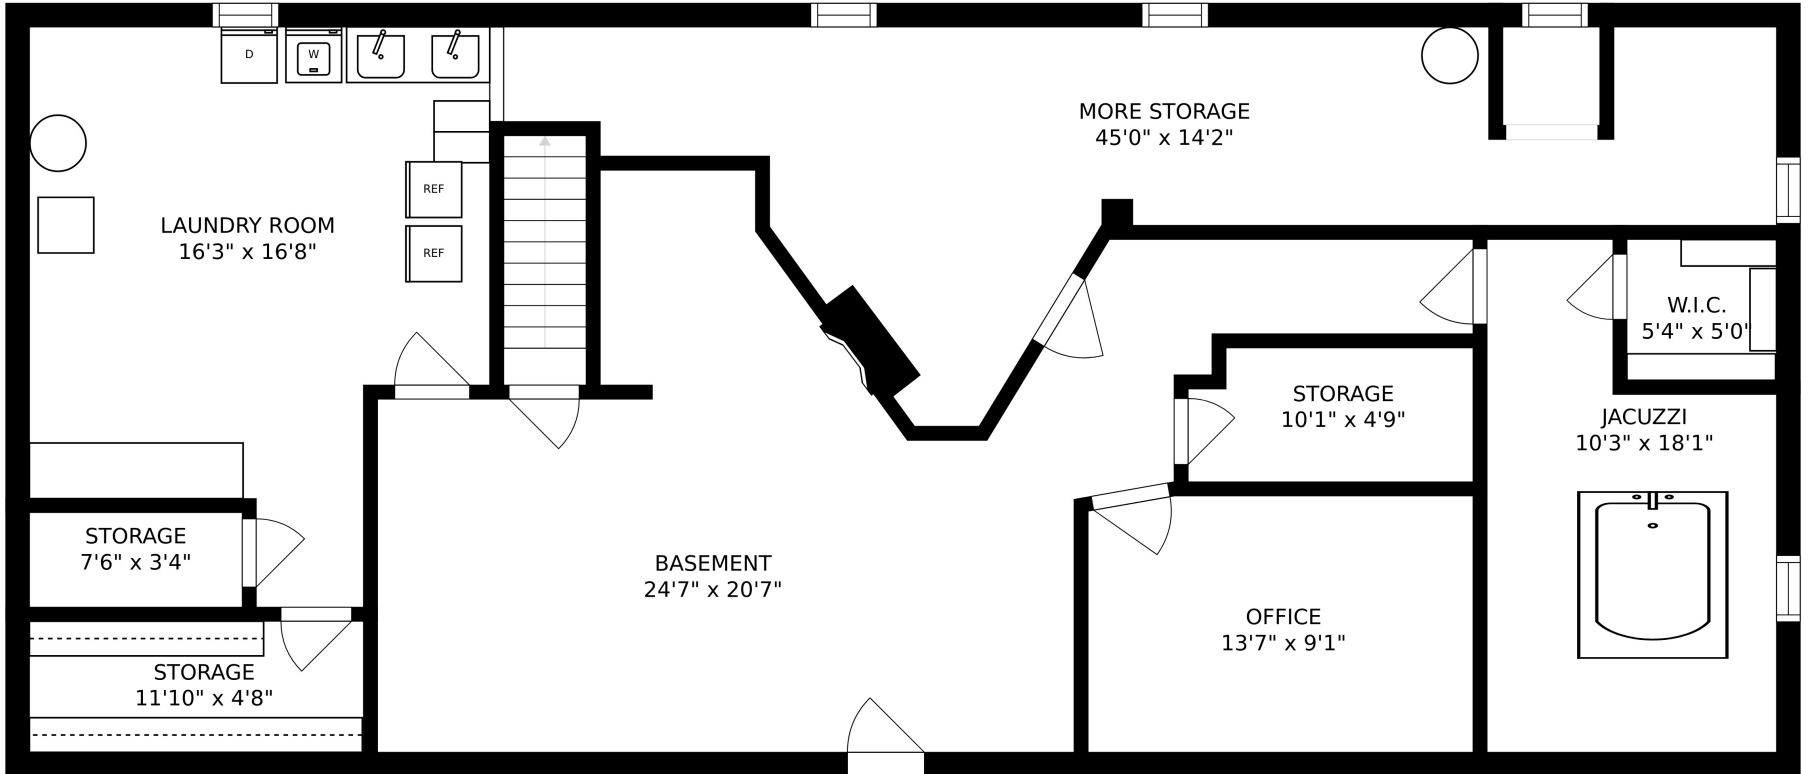 D
W
MORE STORAGE
45'0" x 14'2"
REF
LAUNDRY ROOM
16'3" x 16'8"
REF
W.I.C.
5'4" x 5'0"
STORAGE
10'1" x 4'9"
JACUZZI
10'3" x 18'1"
STORAGE
7'6" x 3'4"
BASEMENT
24'7" x 20'7"
OFFICE
13'7" x 9'1"
STORAGE
11'10" x 4'8"